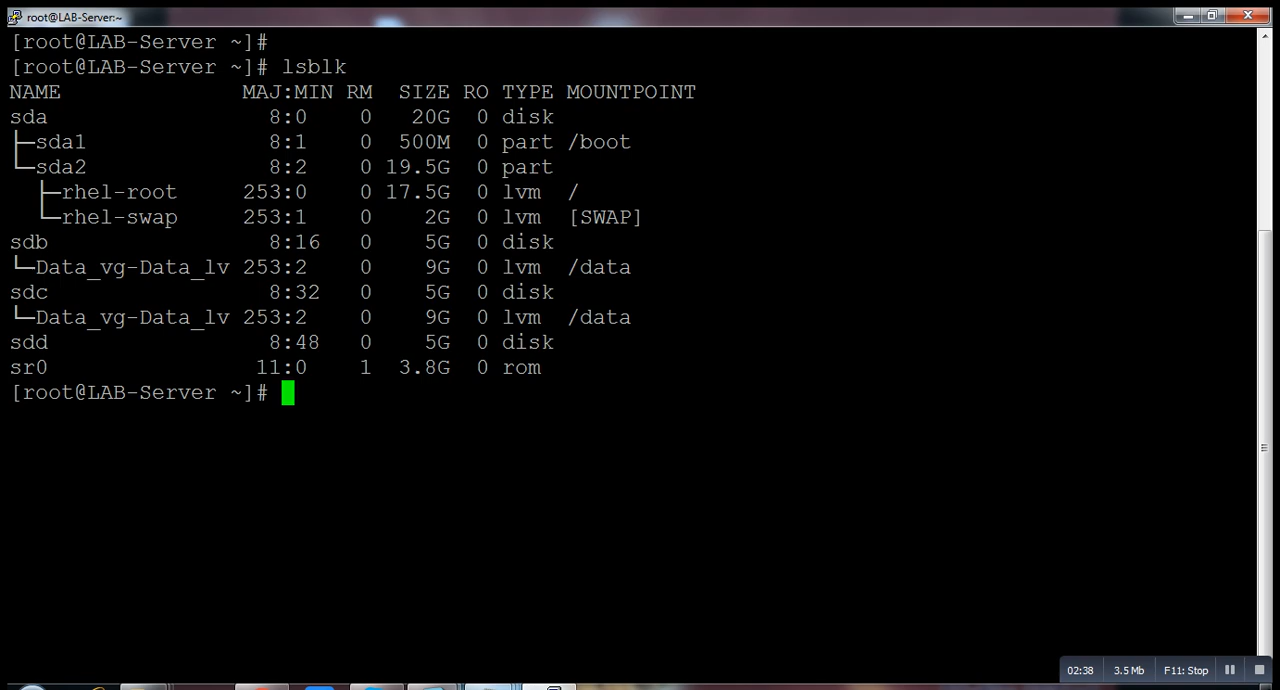 root@LAB-Server:~
[root@LAB-Server ~]#
[root@LAB-Server ~]# lsblk
NAME                MAJ:MIN RM  SIZE RO TYPE MOUNTPOINT
sda                   8:0    0   20G  0 disk
├─sda1                8:1    0  500M  0 part /boot
└─sda2                8:2    0 19.5G  0 part
  ├─rhel-root       253:0    0 17.5G  0 lvm  /
  └─rhel-swap       253:1    0    2G  0 lvm  [SWAP]
sdb                   8:16   0    5G  0 disk
└─Data_vg-Data_lv 253:2    0    9G  0 lvm  /data
sdc                   8:32   0    5G  0 disk
└─Data_vg-Data_lv 253:2    0    9G  0 lvm  /data
sdd                   8:48   0    5G  0 disk
sr0                  11:0    1  3.8G  0 rom
[root@LAB-Server ~]#
02:38 3.5 Mb F11: Stop